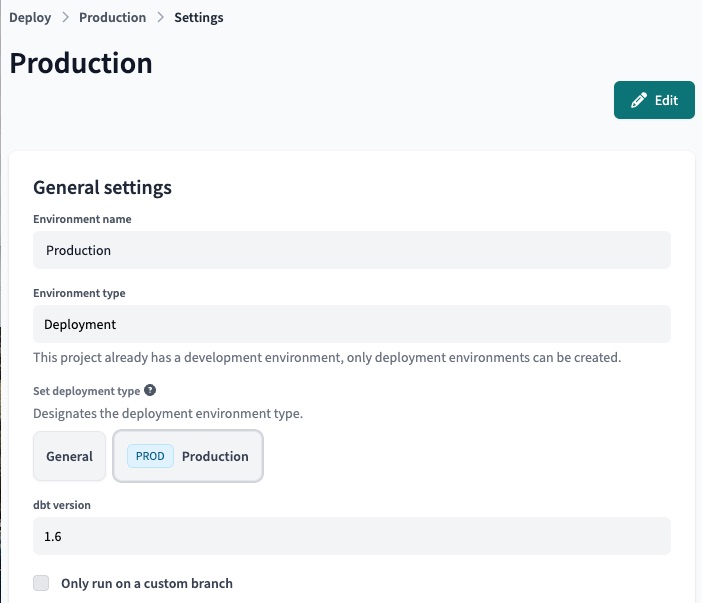 Deploy > Production > Settings
Production
Edit
General settings
Environment name
Production
Environment type
Deployment
This project already has a development environment, only deployment environments can be created.
Set deployment type ?
Designates the deployment environment type.
General PROD Production
dbt version
1.6
Only run on a custom branch